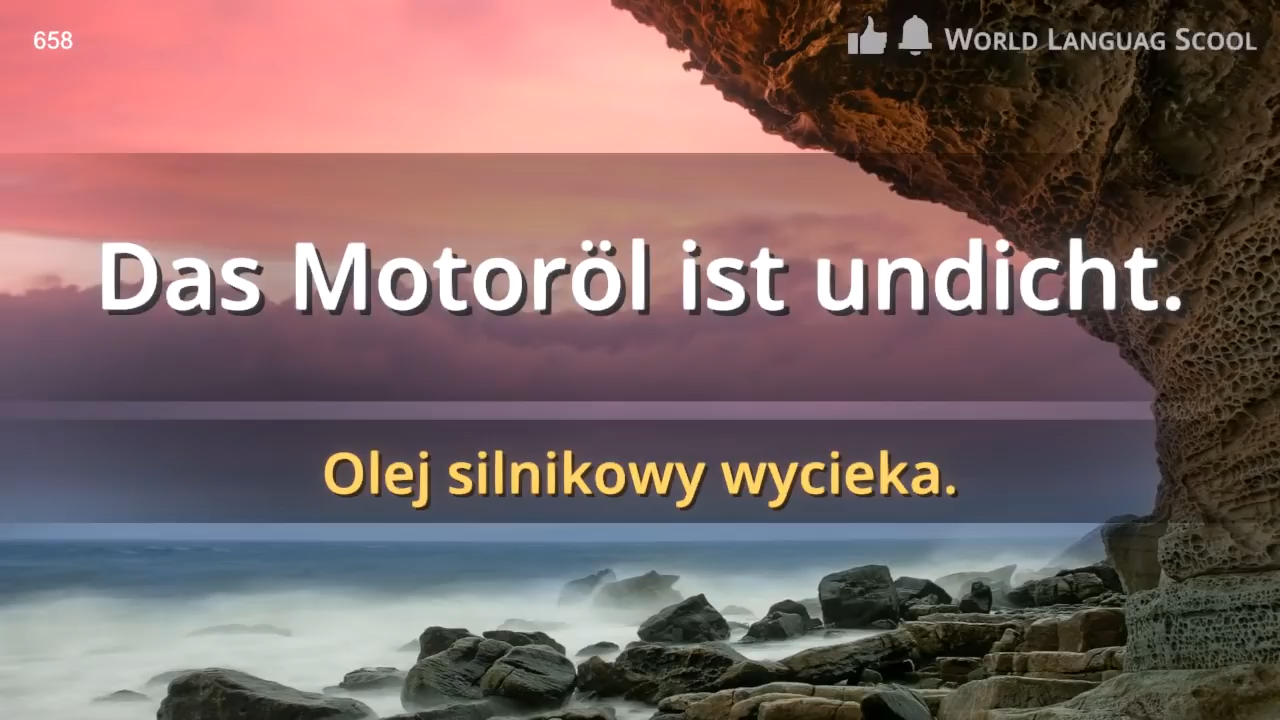 658
WORLD LANGUAG SCOOL
Das Motoröl ist undicht.
Olej silnikowy wycieka.